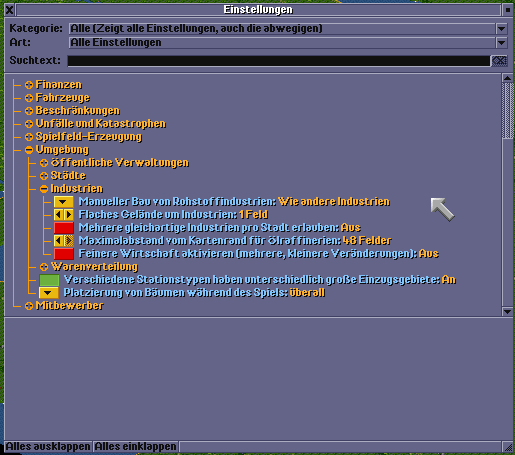 Einstellungen
Kategorie: Alle (Zeigt alle Einstellungen, auch die abwegigen)
Art: Alle Einstellungen
Suchtext:
Finanzen
Fahrzeuge
Beschränkungen
Unfälle und Katastrophen
Spielfeld-Erzeugung
Umgebung
Öffentliche Verwaltungen
Städte
Industrien
Manueller Bau von Rohstoffindustrien: Wie andere Industrien
Flaches Gelände um Industrien: 1 Feld
Mehrere gleichartige Industrien pro Stadt erlauben: Aus
Maximalabstand vom Kartenrand für Ölraffinerien: 48 Felder
Feinere Wirtschaft aktivieren (mehrere, kleinere Veränderungen): Aus
Warenverteilung
Verschiedene Stationstypen haben unterschiedlich große Einzugsgebiete: An
Platzierung von Bäumen während des Spiels: überall
Mitbewerber
Alles ausklappen Alles einklappen